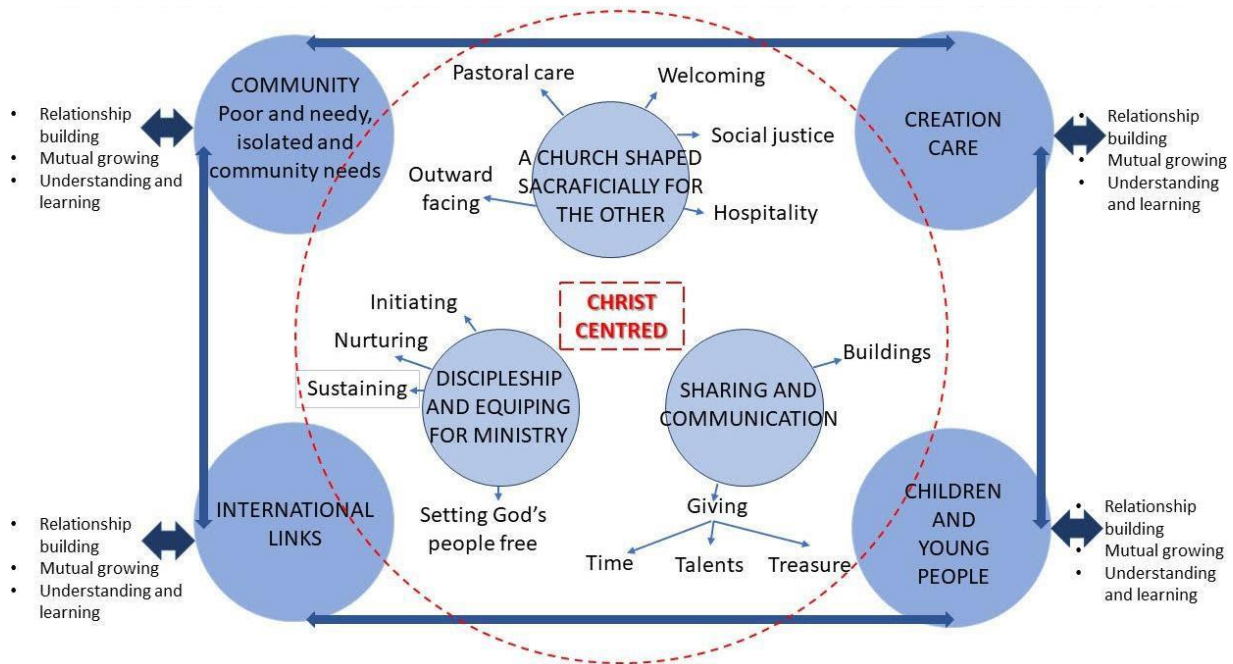 COMMUNITY
Poor and needy,
isolated and
community needs
• Relationship
building
• Mutual growing
• Understanding and
learning
Pastoral care
Welcoming
Social justice
Hospitality
Outward
facing
A CHURCH SHAPED
SACRAFICIALLY FOR
THE OTHER
CREATION
CARE
• Relationship
building
• Mutual growing
• Understanding
and learning
CHRIST
CENTRED
Initiating
Nurturing
Sustaining
DISCIPLESHIP
AND EQUIPING
FOR MINISTRY
Setting God’s
people free
SHARING AND
COMMUNICATION
Buildings
Giving
Time
Talents
Treasure
INTERNATIONAL
LINKS
• Relationship
building
• Mutual growing
• Understanding and
learning
CHILDREN
AND
YOUNG
PEOPLE
• Relationship
building
• Mutual growing
• Understanding
and learning